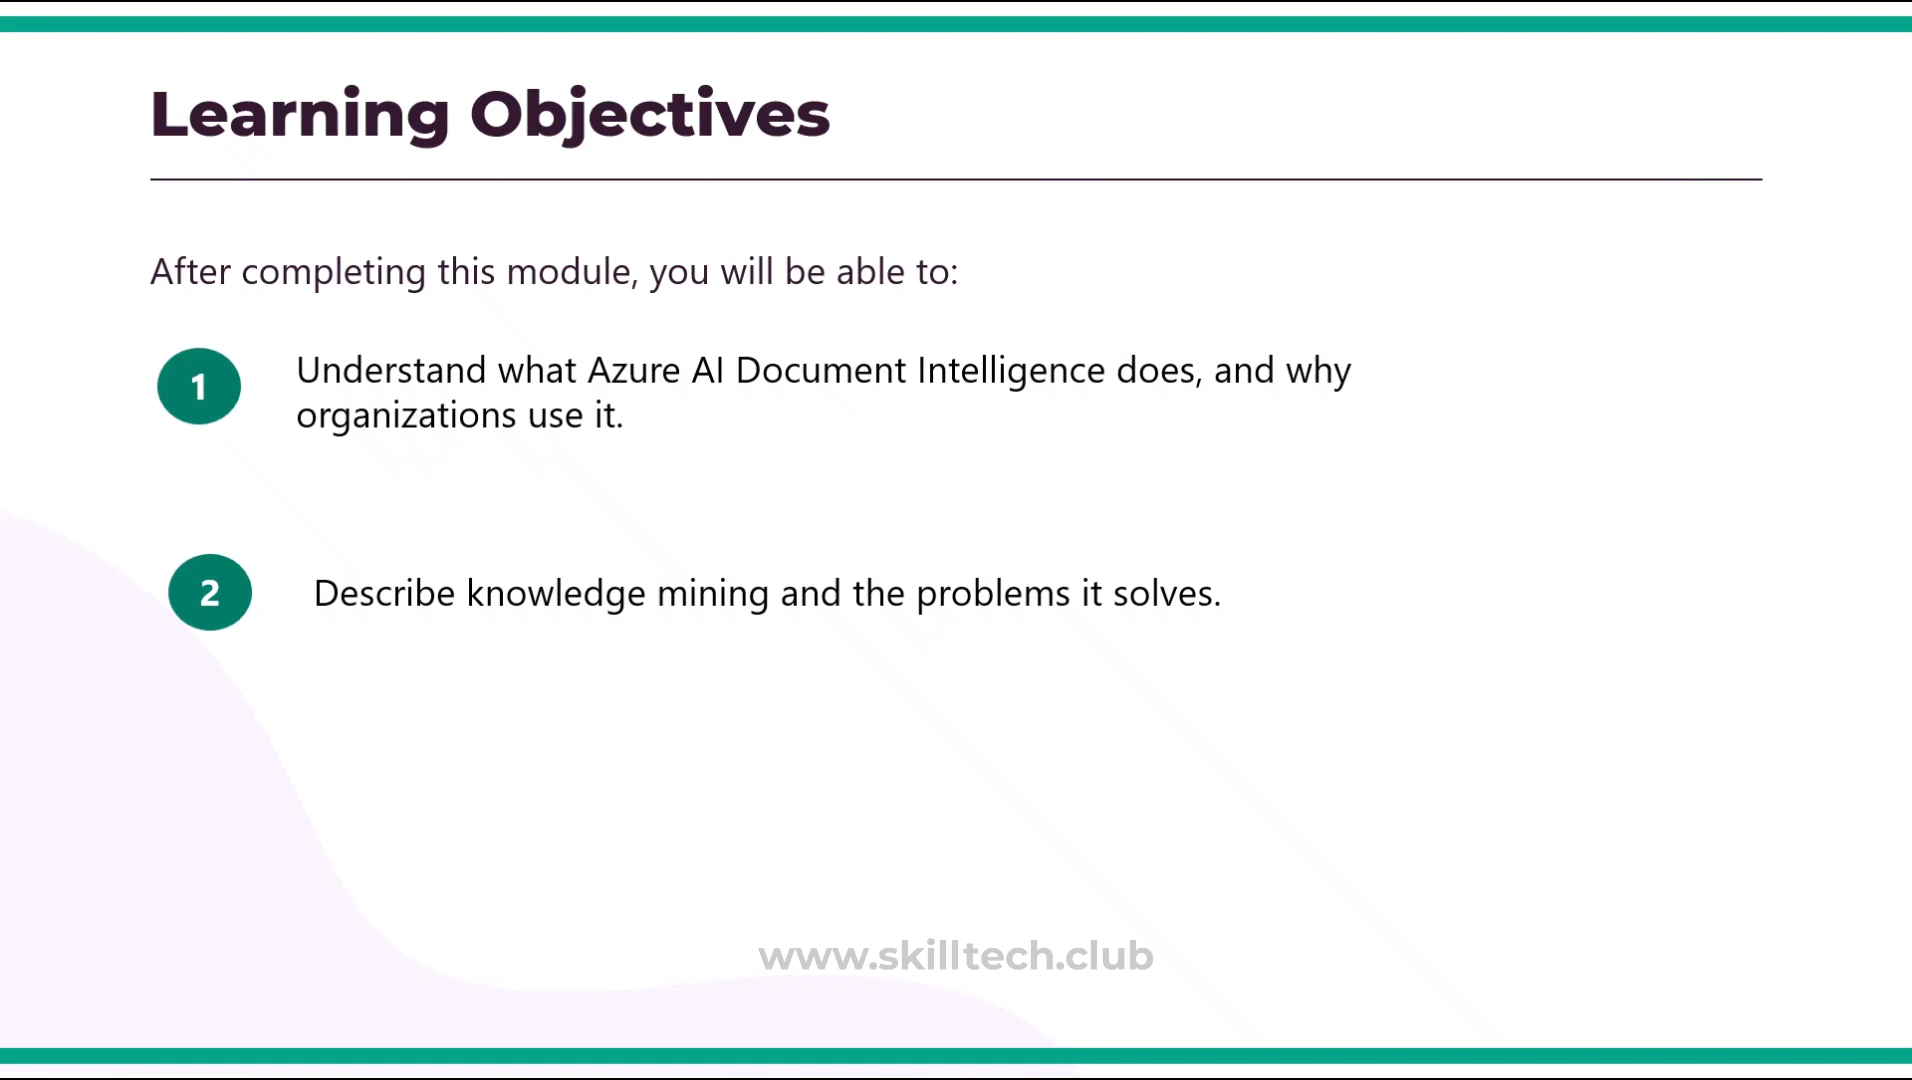 Learning Objectives
After completing this module, you will be able to:
1
Understand what Azure AI Document Intelligence does, and why
organizations use it.
2
Describe knowledge mining and the problems it solves.
www.skilltech.club